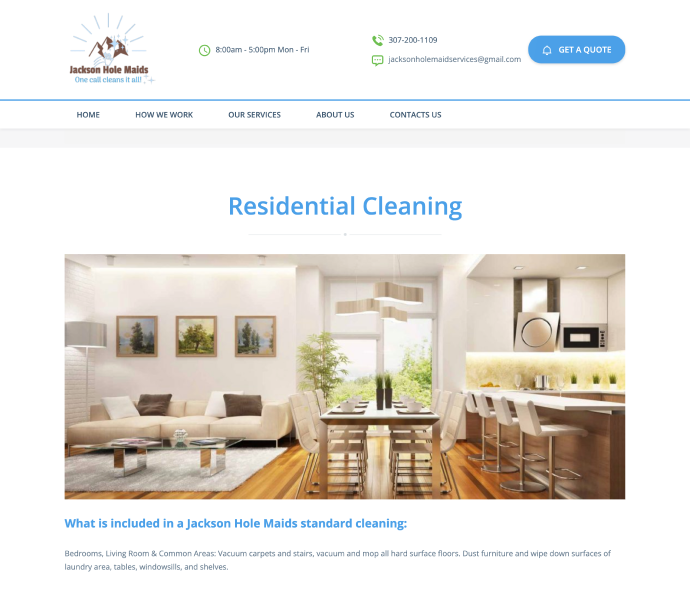 Jackson Hole Maids
One call cleans it all!
8:00am - 5:00pm Mon - Fri
307-200-1109
jacksonholemaidservices@gmail.com
GET A QUOTE
HOME
HOW WE WORK
OUR SERVICES
ABOUT US
CONTACTS US
Residential Cleaning
What is included in a Jackson Hole Maids standard cleaning:
Bedrooms, Living Room & Common Areas: Vacuum carpets and stairs, vacuum and mop all hard surface floors. Dust furniture and wipe down surfaces of
laundry area, tables, windowsills, and shelves.